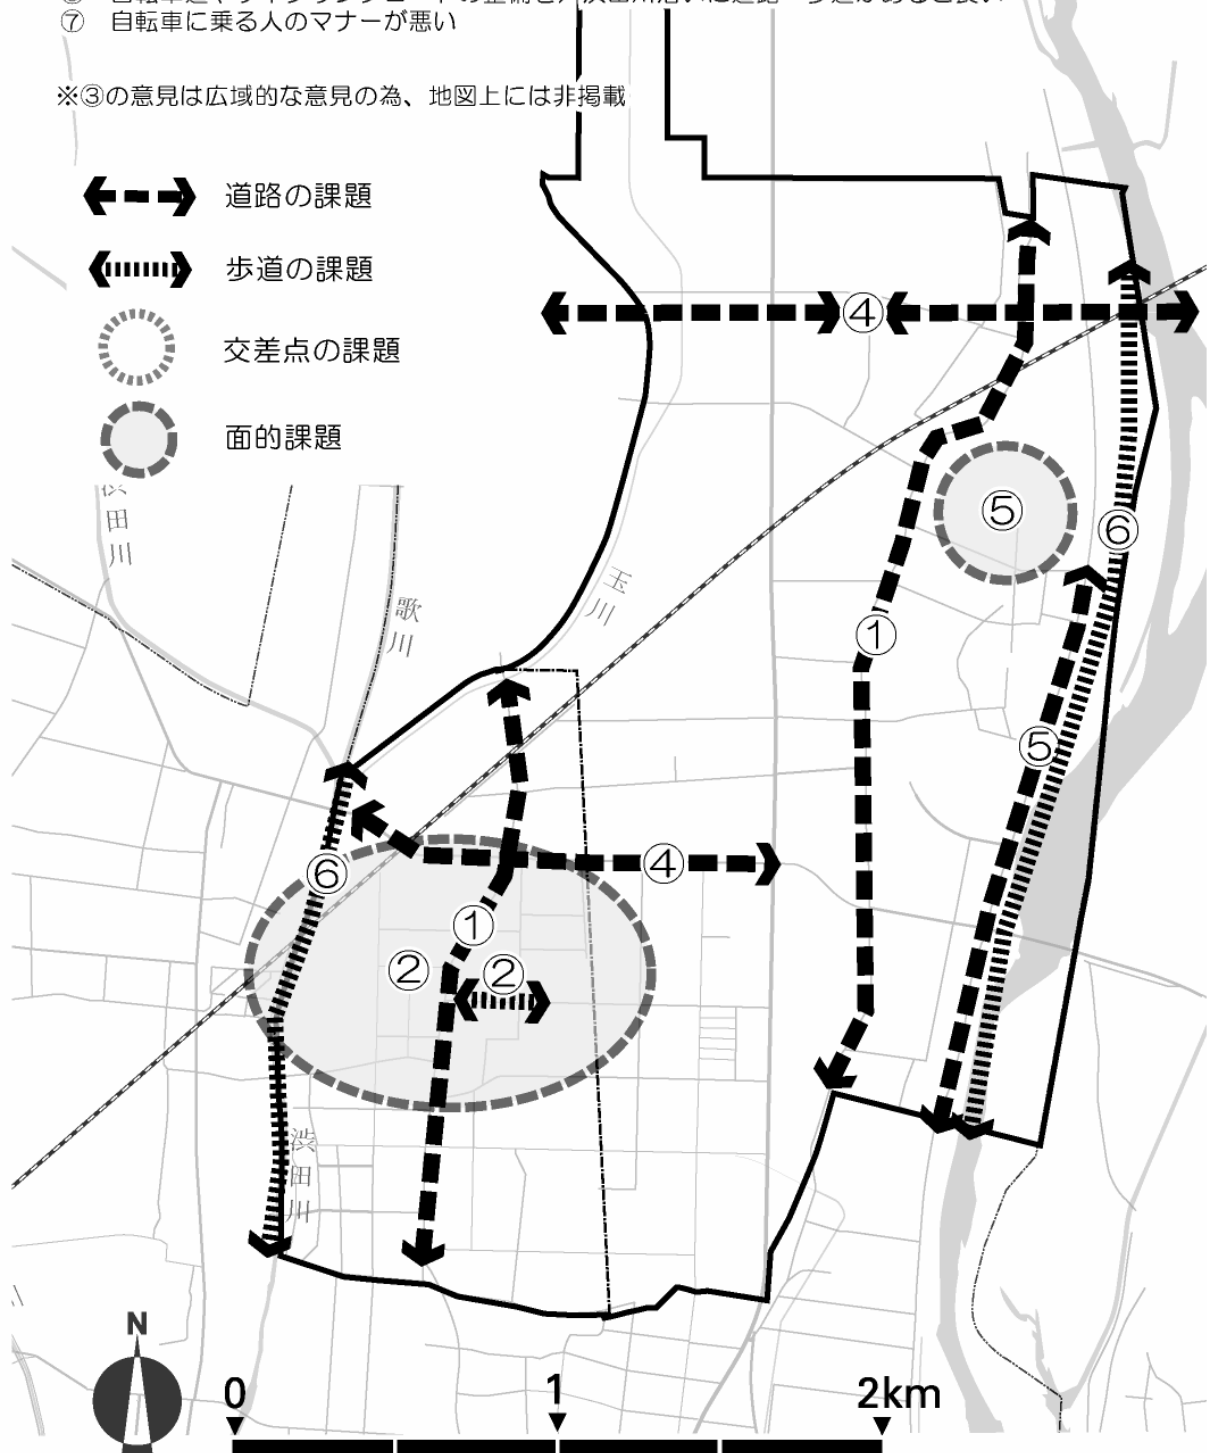 ⑦ 自転車に乗る人のマナーが悪い
※③の意見は広域的な意見の為、地図上には非掲載
道路の課題
歩道の課題
交差点の課題
面的課題
④
⑤
⑥
田川
歌川
玉川
①
⑤
④
⑥
①
②
②
渋田川
N
0
1
2km